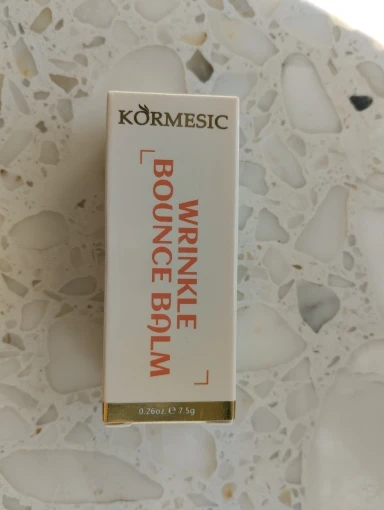 KORMESIC
WRINKLE
BOUNCE BALM
0.26oz. ℮ 7.5g